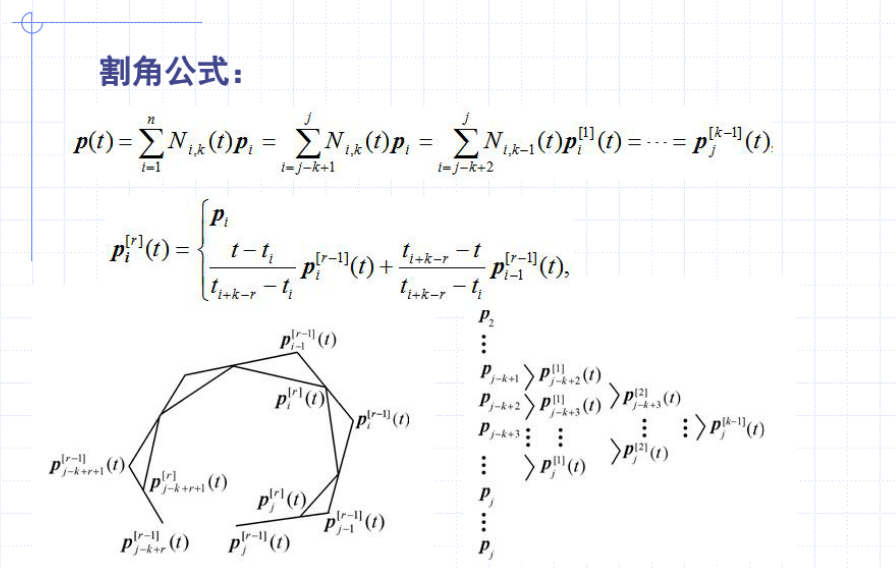 割角公式:
p(t) = ∑_{i=1}^{n} N_{i,k}(t)p_i = ∑_{i=j-k+1}^{j} N_{i,k}(t)p_i = ∑_{i=j-k+2}^{j} N_{i,k-1}(t)p_i^{[1]}(t) = ⋯ = p_j^{[k-1]}(t),
p_i^{[r]}(t) = { p_i
\frac{t-t_i}{t_{i+k-r}-t_i} p_i^{[r-1]}(t) + \frac{t_{i+k-r}-t}{t_{i+k-r}-t_i} p_{i-1}^{[r-1]}(t),
p_{i-1}^{[r-1]}(t)
p_i^{[r]}(t)
p_i^{[r-1]}(t)
p_{j-k+r+1}^{[r-1]}(t)
p_{j-k+r+1}^{[r]}(t)
p_j^{[r]}(t)
p_{j-1}^{[r-1]}(t)
p_{j-k+r}^{[r-1]}(t) p_j^{[r-1]}(t)
p_2
⋮
p_{j-k+1} 〉 p_{j-k+2}^{[1]}(t)
p_{j-k+2} 〉 p_{j-k+3}^{[1]}(t) 〉 p_{j-k+3}^{[2]}(t)
p_{j-k+3} ⋮ ⋮ ⋮ ⋮ 〉 p_j^{[k-1]}(t)
⋮ 〉 p_j^{[1]}(t) 〉 p_j^{[2]}(t)
p_j
⋮
p_j